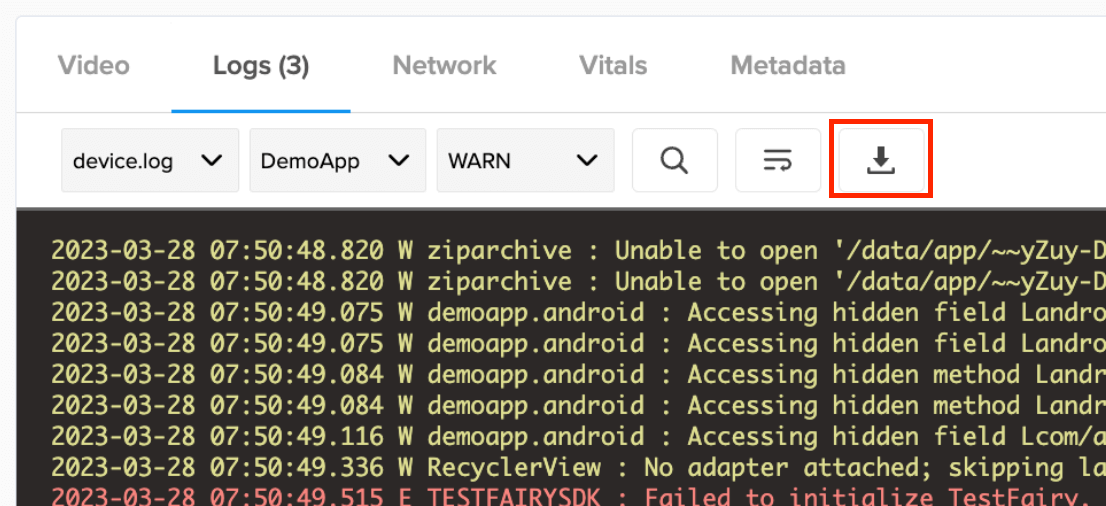 Video Logs (3) Network Vitals Metadata
device.log DemoApp WARN
2023-03-28 07:50:48.820 W ziparchive : Unable to open '/data/app/~~yZuy-D
2023-03-28 07:50:48.820 W ziparchive : Unable to open '/data/app/~~yZuy-D
2023-03-28 07:50:49.075 W demoapp.android : Accessing hidden field Landro
2023-03-28 07:50:49.075 W demoapp.android : Accessing hidden field Landro
2023-03-28 07:50:49.084 W demoapp.android : Accessing hidden method Landr
2023-03-28 07:50:49.084 W demoapp.android : Accessing hidden method Landr
2023-03-28 07:50:49.116 W demoapp.android : Accessing hidden field Lcom/a
2023-03-28 07:50:49.336 W RecyclerView : No adapter attached; skipping la
2023-03-28 07:50:49.515 E TESTFAIRYSDK : Failed to initialize TestFairy.